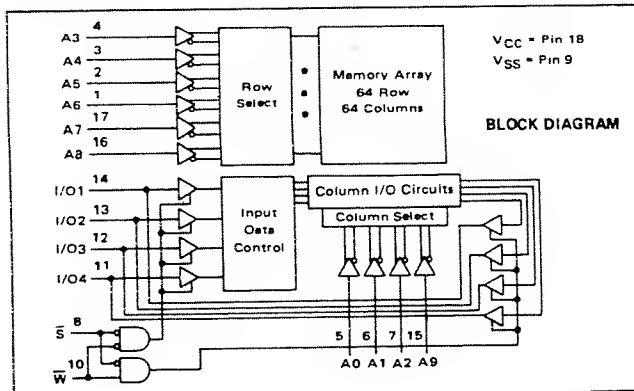 4
A3
3
A4
2
A5
1
A6
17
A7
16
A8
Row
Select
Memory Array
64 Row
64 Columns
VCC = Pin 18
VSS = Pin 9
BLOCK DIAGRAM
14
I/O1
13
I/O2
12
I/O3
11
I/O4
Input
Data
Control
Column I/O Circuits
Column Select
S̅ 8
W̅ 10
5 6 7 15
A0 A1 A2 A9